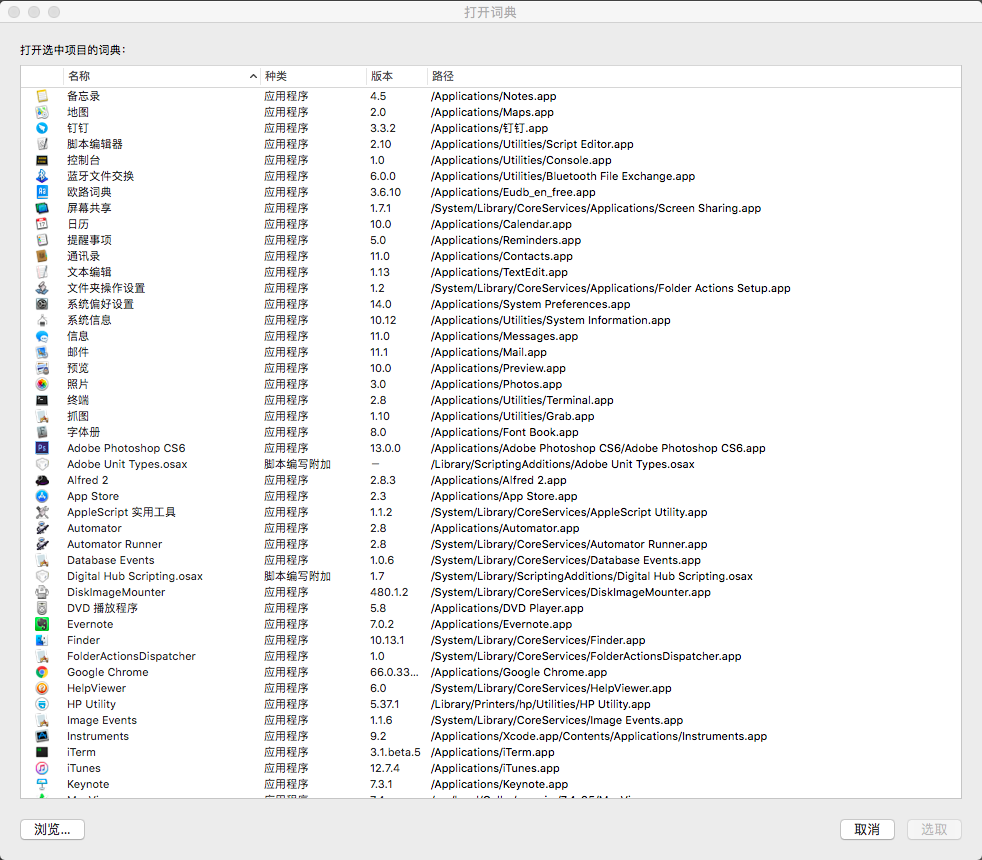 打开词典
打开选中项目的词典：
名称 种类 版本 路径
备忘录 应用程序 4.5 /Applications/Notes.app
地图 应用程序 2.0 /Applications/Maps.app
钉钉 应用程序 3.3.2 /Applications/钉钉.app
脚本编辑器 应用程序 2.10 /Applications/Utilities/Script Editor.app
控制台 应用程序 1.0 /Applications/Utilities/Console.app
蓝牙文件交换 应用程序 6.0.0 /Applications/Utilities/Bluetooth File Exchange.app
欧路词典 应用程序 3.6.10 /Applications/Eudb_en_free.app
屏幕共享 应用程序 1.7.1 /System/Library/CoreServices/Applications/Screen Sharing.app
日历 应用程序 10.0 /Applications/Calendar.app
提醒事项 应用程序 5.0 /Applications/Reminders.app
通讯录 应用程序 11.0 /Applications/Contacts.app
文本编辑 应用程序 1.13 /Applications/TextEdit.app
文件夹操作设置 应用程序 1.2 /System/Library/CoreServices/Applications/Folder Actions Setup.app
系统偏好设置 应用程序 14.0 /Applications/System Preferences.app
系统信息 应用程序 10.12 /Applications/Utilities/System Information.app
信息 应用程序 11.0 /Applications/Messages.app
邮件 应用程序 11.1 /Applications/Mail.app
预览 应用程序 10.0 /Applications/Preview.app
照片 应用程序 3.0 /Applications/Photos.app
终端 应用程序 2.8 /Applications/Utilities/Terminal.app
抓图 应用程序 1.10 /Applications/Utilities/Grab.app
字体册 应用程序 8.0 /Applications/Font Book.app
Adobe Photoshop CS6 应用程序 13.0.0 /Applications/Adobe Photoshop CS6/Adobe Photoshop CS6.app
Adobe Unit Types.osax 脚本编写附加 — /Library/ScriptingAdditions/Adobe Unit Types.osax
Alfred 2 应用程序 2.8.3 /Applications/Alfred 2.app
App Store 应用程序 2.3 /Applications/App Store.app
AppleScript 实用工具 应用程序 1.1.2 /System/Library/CoreServices/AppleScript Utility.app
Automator 应用程序 2.8 /Applications/Automator.app
Automator Runner 应用程序 2.8 /System/Library/CoreServices/Automator Runner.app
Database Events 应用程序 1.0.6 /System/Library/CoreServices/Database Events.app
Digital Hub Scripting.osax 脚本编写附加 1.7 /System/Library/ScriptingAdditions/Digital Hub Scripting.osax
DiskImageMounter 应用程序 480.1.2 /System/Library/CoreServices/DiskImageMounter.app
DVD 播放程序 应用程序 5.8 /Applications/DVD Player.app
Evernote 应用程序 7.0.2 /Applications/Evernote.app
Finder 应用程序 10.13.1 /System/Library/CoreServices/Finder.app
FolderActionsDispatcher 应用程序 1.0 /System/Library/CoreServices/FolderActionsDispatcher.app
Google Chrome 应用程序 66.0.33... /Applications/Google Chrome.app
HelpViewer 应用程序 6.0 /System/Library/CoreServices/HelpViewer.app
HP Utility 应用程序 5.37.1 /Library/Printers/hp/Utilities/HP Utility.app
Image Events 应用程序 1.1.6 /System/Library/CoreServices/Image Events.app
Instruments 应用程序 9.2 /Applications/Xcode.app/Contents/Applications/Instruments.app
iTerm 应用程序 3.1.beta.5 /Applications/iTerm.app
iTunes 应用程序 12.7.4 /Applications/iTunes.app
Keynote 应用程序 7.3.1 /Applications/Keynote.app
浏览... 取消 选取